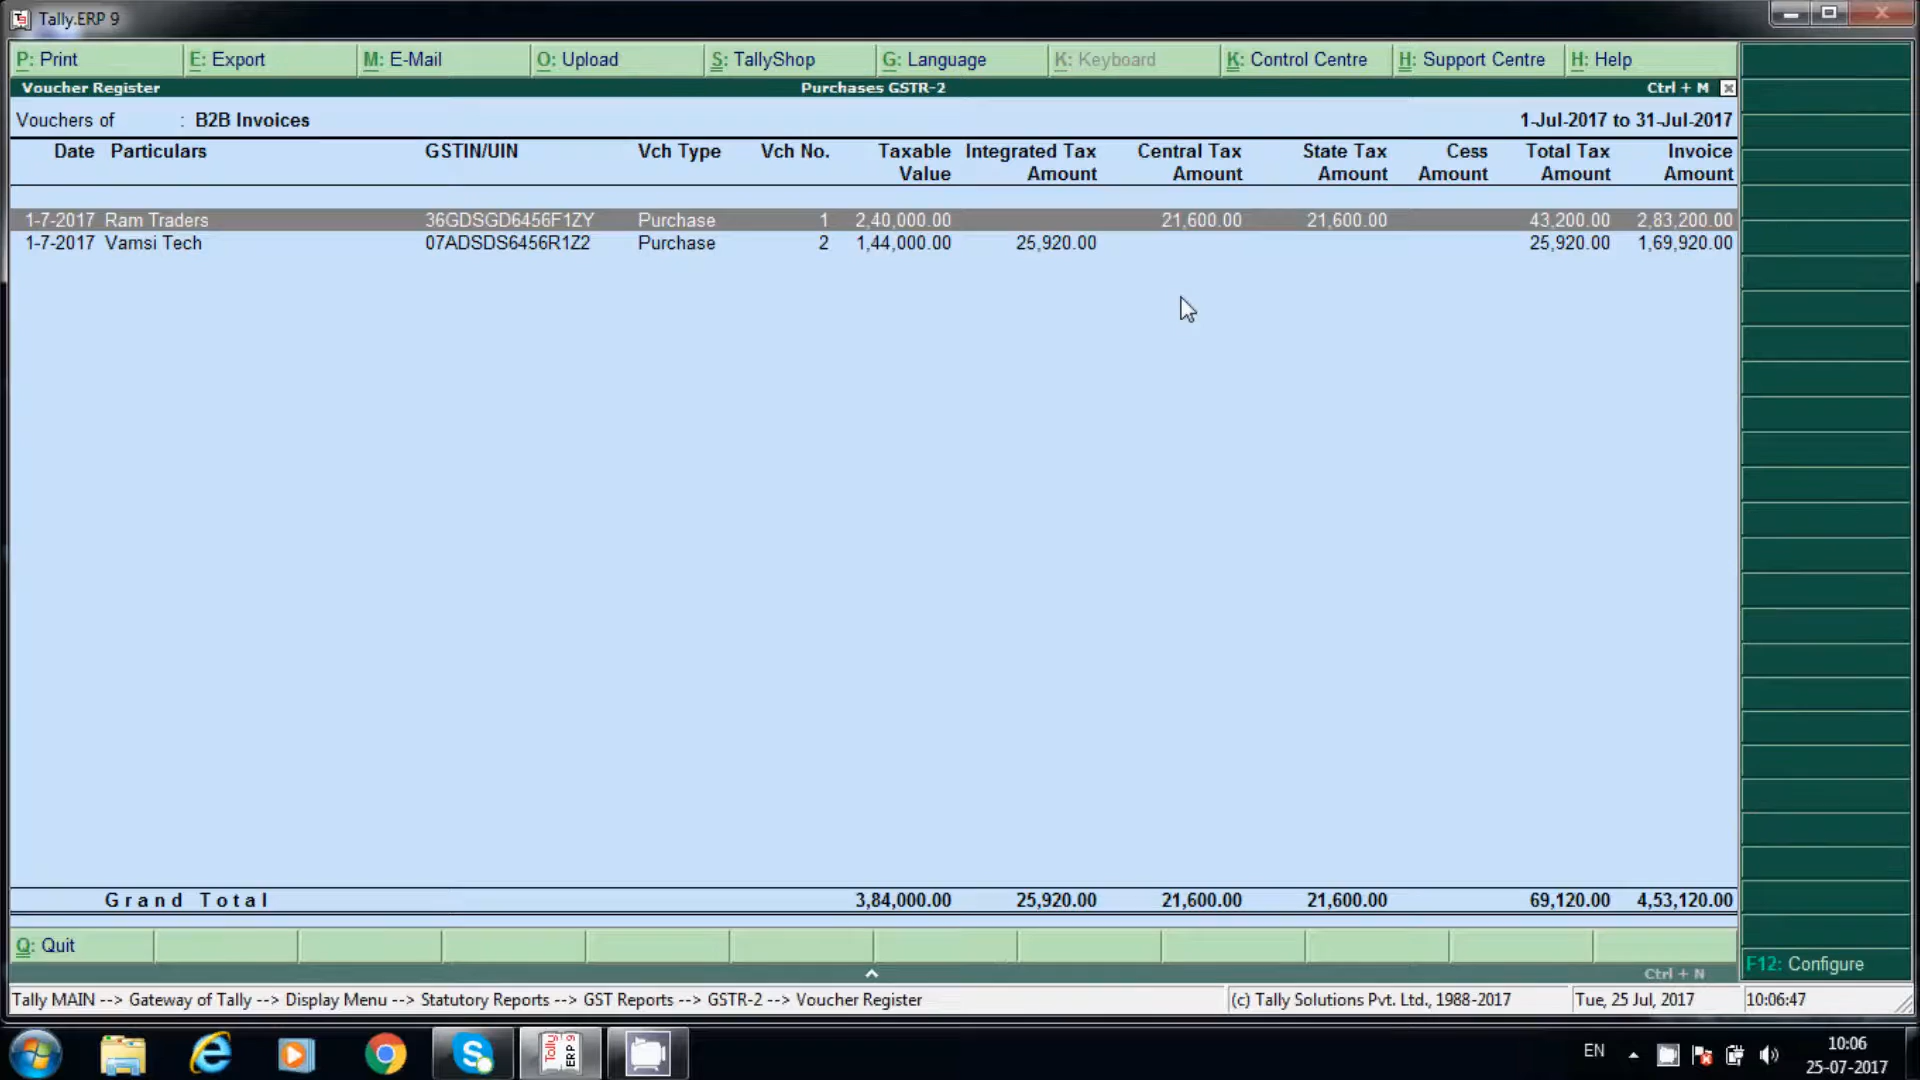 Tally.ERP 9
P: Print E: Export M: E-Mail O: Upload S: TallyShop G: Language K: Keyboard K: Control Centre H: Support Centre H: Help
Voucher Register Purchases GSTR-2 Ctrl + M
Vouchers of : B2B Invoices 1-Jul-2017 to 31-Jul-2017
Date Particulars GSTIN/UIN Vch Type Vch No. Taxable Integrated Tax Central Tax State Tax Cess Total Tax Invoice
Value Amount Amount Amount Amount Amount Amount
1-7-2017 Ram Traders 36GDSGD6456F1ZY Purchase 1 2,40,000.00 21,600.00 21,600.00 43,200.00 2,83,200.00
1-7-2017 Vamsi Tech 07ADSDS6456R1Z2 Purchase 2 1,44,000.00 25,920.00 25,920.00 1,69,920.00
Grand Total 3,84,000.00 25,920.00 21,600.00 21,600.00 69,120.00 4,53,120.00
Q: Quit
F12: Configure
Ctrl + N
Tally MAIN --> Gateway of Tally --> Display Menu --> Statutory Reports --> GST Reports --> GSTR-2 --> Voucher Register (c) Tally Solutions Pvt. Ltd., 1988-2017 Tue, 25 Jul, 2017 10:06:47
Tally ERP 9
EN 10:06
25-07-2017